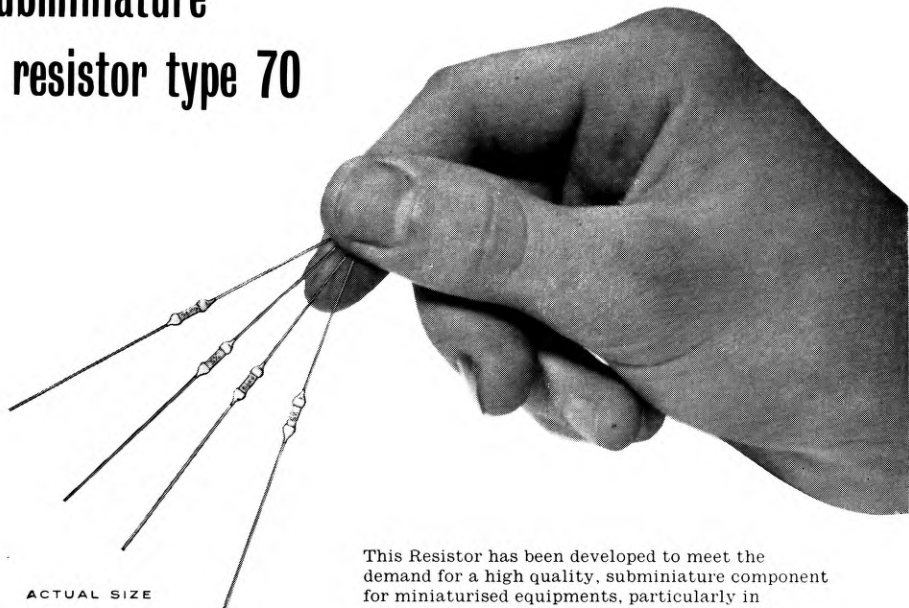 subminiature
resistor type 70
ACTUAL SIZE
This Resistor has been developed to meet the
demand for a high quality, subminiature component
for miniaturised equipments, particularly in